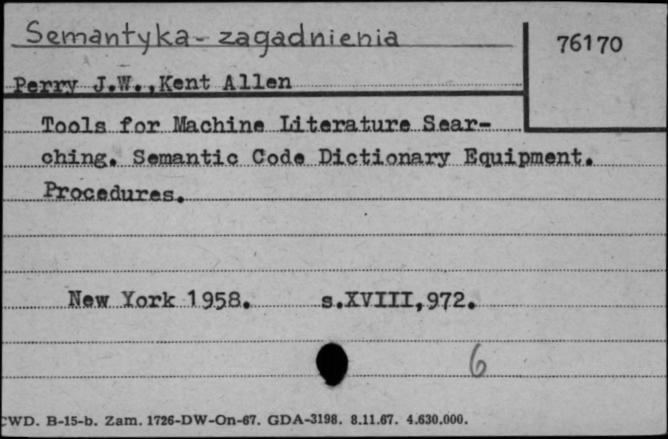 Semantyka - zagadnienia
76170
Perry J.W.,Kent Allen
Tools for Machine Literature Sear-
ching. Semantic Code Dictionary Equipment.
Procedures.
New York 1958. s.XVIII,972.
6
CWD. B-15-b. Zam. 1726-DW-On-67. GDA-3198. 8.11.67. 4.630.000.